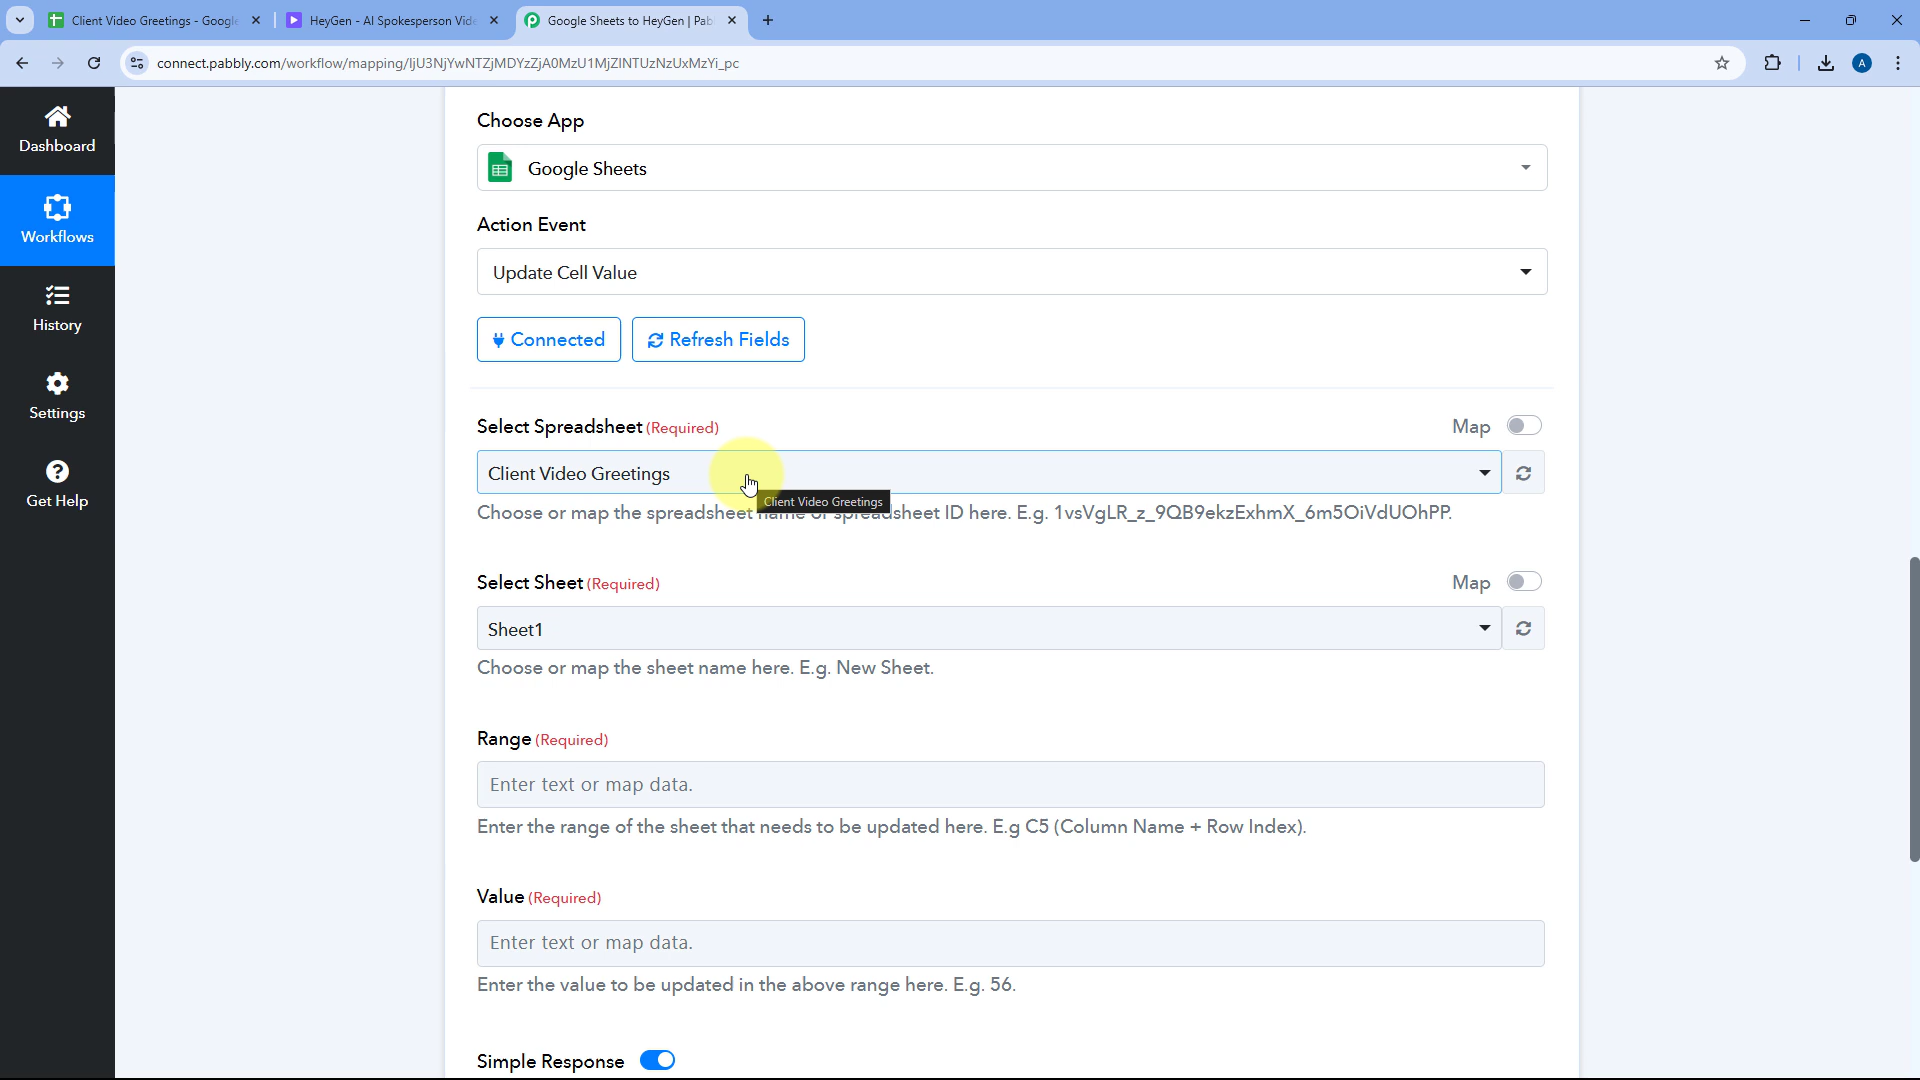 Client Video Greetings - Google
HeyGen - AI Spokesperson Vide
Google Sheets to HeyGen | Pab
connect.pabbly.com/workflow/mapping/IjU3NjYwNTZjMDYzZjA0MzU1MjZlNTUzNzUxMzYi_pc
A
Dashboard
Workflows
History
Settings
Get Help
Choose App
Google Sheets
Action Event
Update Cell Value
Connected
Refresh Fields
Select Spreadsheet (Required)
Map
Client Video Greetings
Client Video Greetings
Choose or map the spreadsheet name or spreadsheet ID here. E.g. 1vsVgLR_z_9QB9ekzExhmX_6m5OiVdUOhPP.
Select Sheet (Required)
Map
Sheet1
Choose or map the sheet name here. E.g. New Sheet.
Range (Required)
Enter text or map data.
Enter the range of the sheet that needs to be updated here. E.g C5 (Column Name + Row Index).
Value (Required)
Enter text or map data.
Enter the value to be updated in the above range here. E.g. 56.
Simple Response